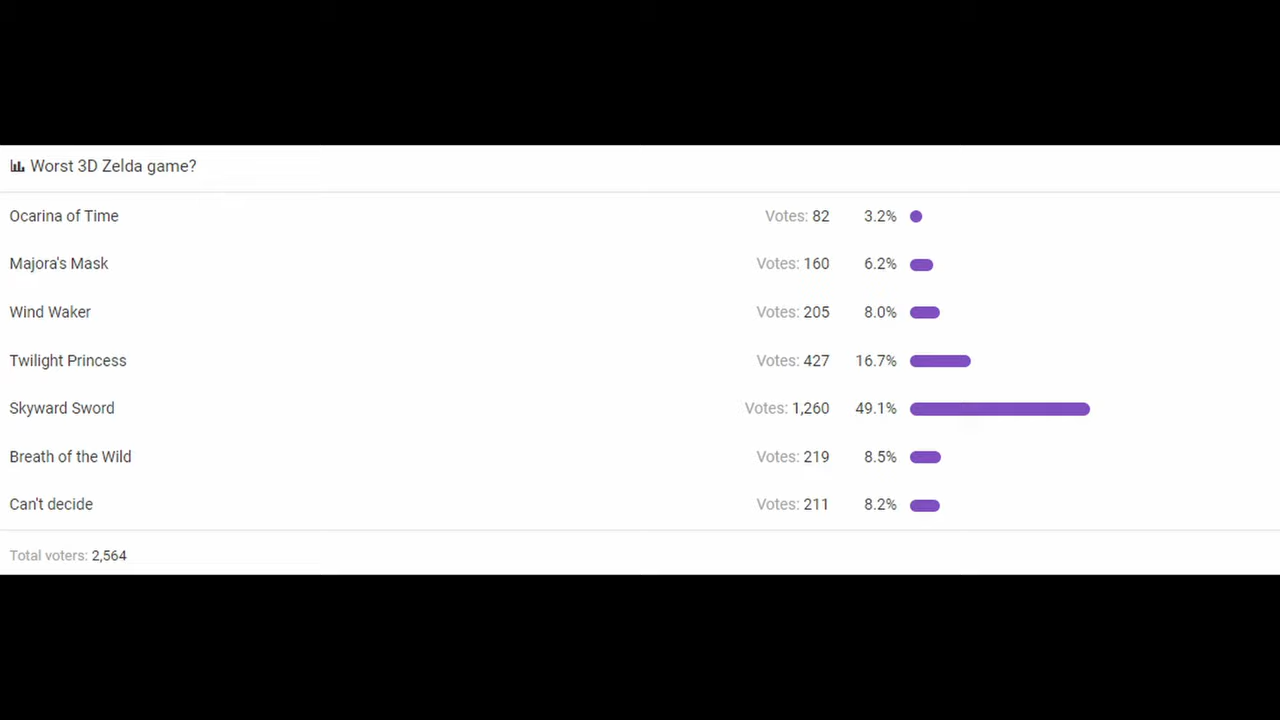 Worst 3D Zelda game?
Ocarina of Time Votes: 82 3.2%
Majora's Mask Votes: 160 6.2%
Wind Waker Votes: 205 8.0%
Twilight Princess Votes: 427 16.7%
Skyward Sword Votes: 1,260 49.1%
Breath of the Wild Votes: 219 8.5%
Can't decide Votes: 211 8.2%
Total voters: 2,564